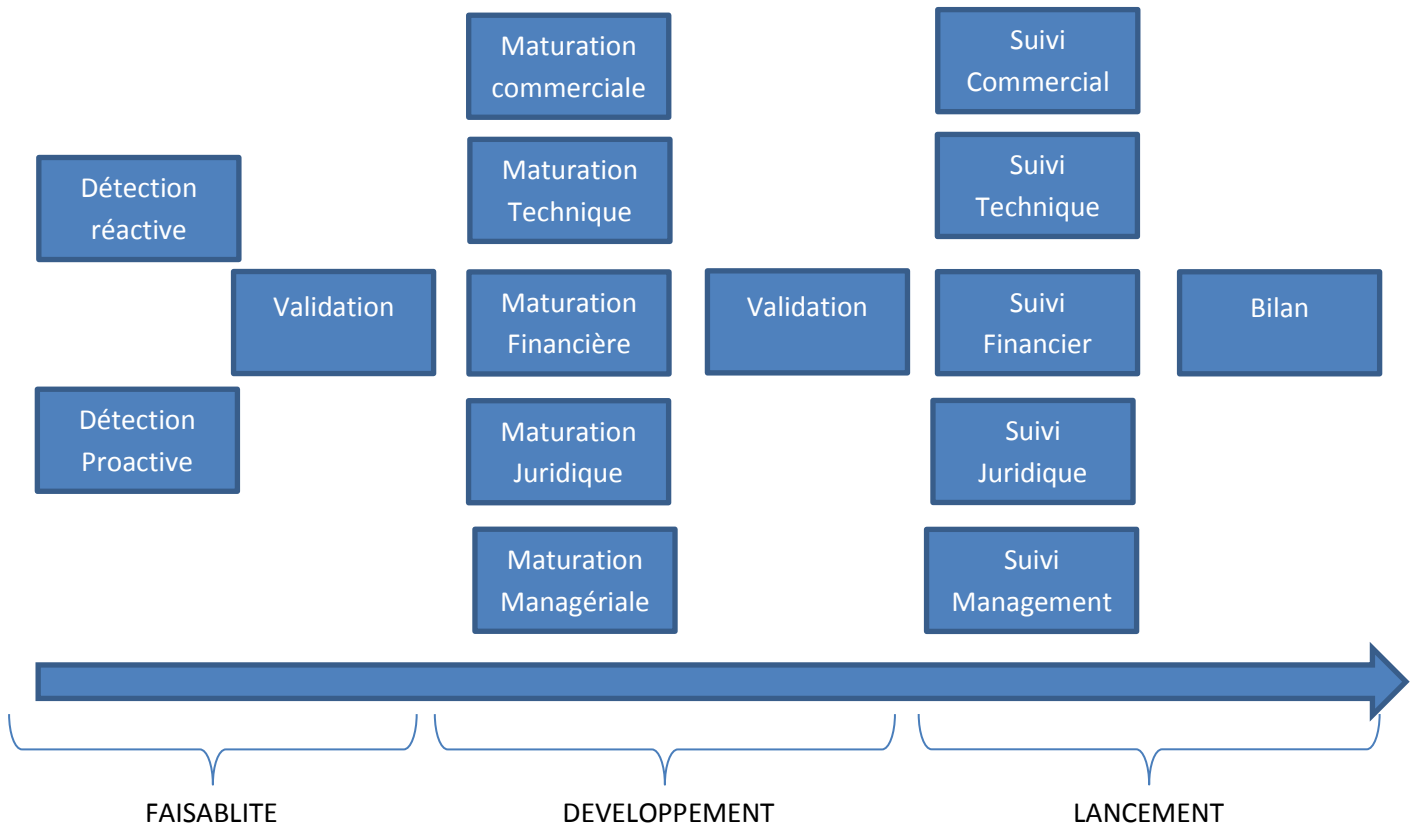 Détection
réactive
Détection
Proactive
Validation
Maturation
commerciale
Maturation
Technique
Maturation
Financière
Maturation
Juridique
Maturation
Managériale
Validation
Suivi
Commercial
Suivi
Technique
Suivi
Financier
Suivi
Juridique
Suivi
Management
Bilan
FAISABLITE
DEVELOPPEMENT
LANCEMENT